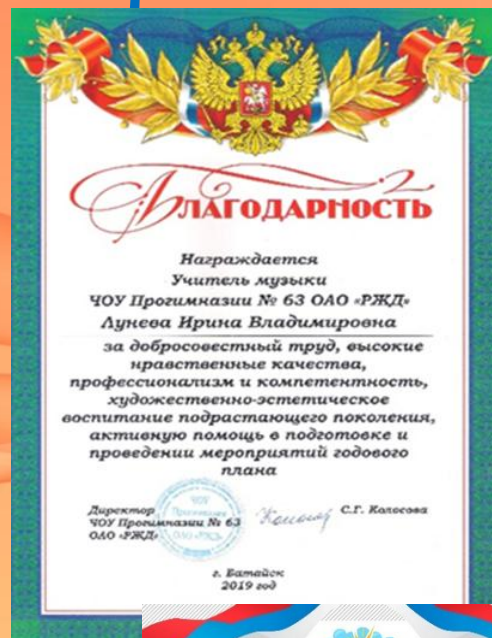 БЛАГОДАРНОСТЬ
Награждается
Учитель музыки
ЧОУ Прогимназии № 63 ОАО «РЖД»
Лунева Ирина Владимировна
за добросовестный труд, высокие
нравственные качества,
профессионализм и компетентность,
художественно-эстетическое
воспитание подрастающего поколения,
активную помощь в подготовке и
проведении мероприятий годового
плана
Директор
ЧОУ Прогимназии № 63
ОАО «РЖД»
С.Г. Колосова
г. Батайск
2019 год